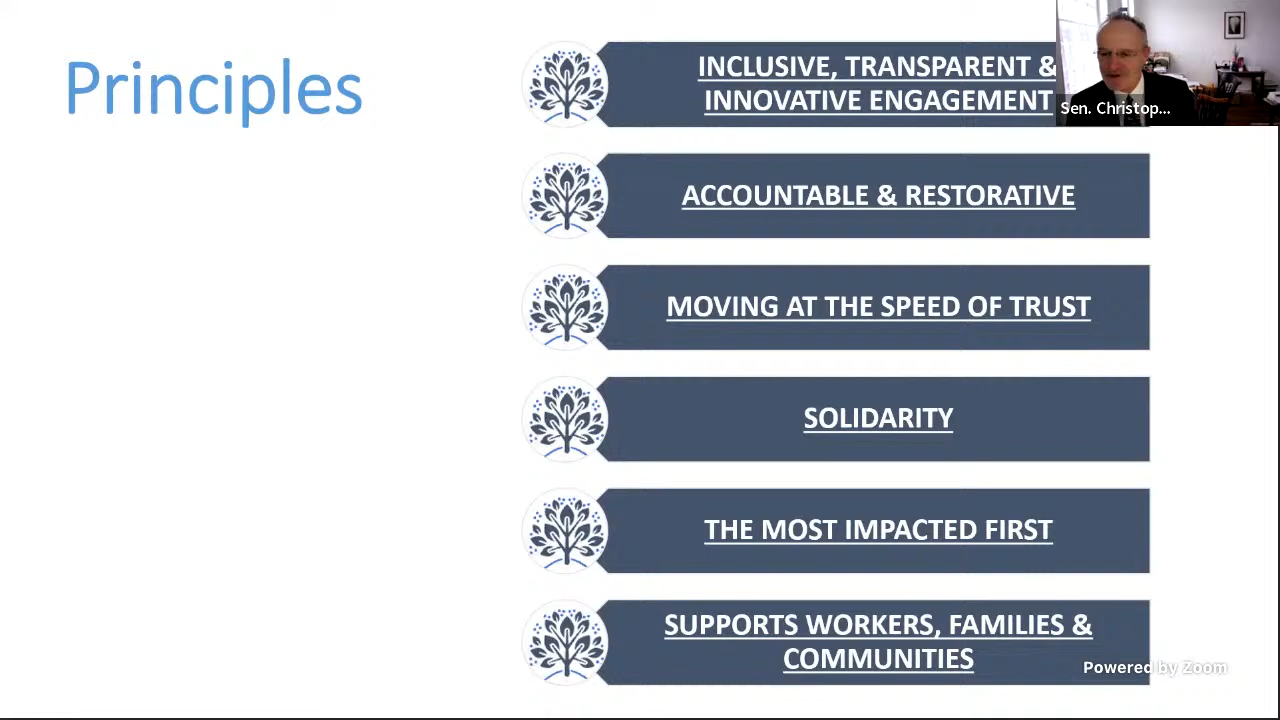 Principles
INCLUSIVE, TRANSPARENT &
INNOVATIVE ENGAGEMENT
Sen. Christop...
ACCOUNTABLE & RESTORATIVE
MOVING AT THE SPEED OF TRUST
SOLIDARITY
THE MOST IMPACTED FIRST
SUPPORTS WORKERS, FAMILIES &
COMMUNITIES
Powered by Zoom